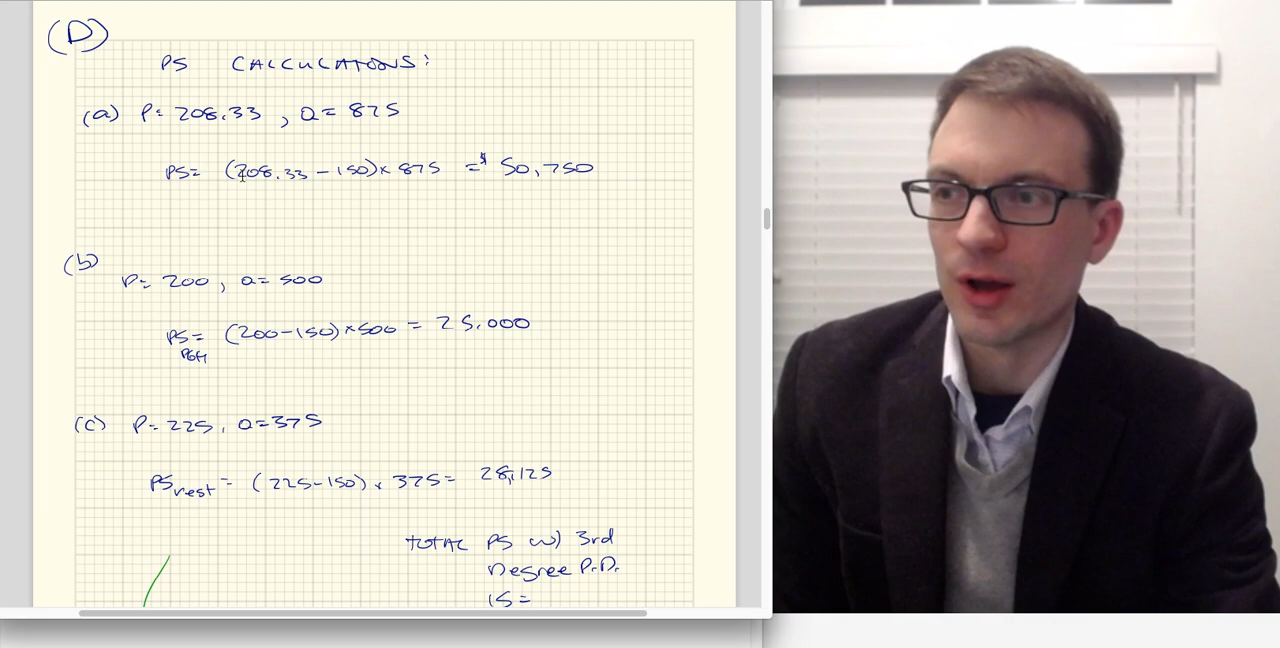 (D)
PS CALCULATIONS:
(a) P= 208.33 , Q= 875
PS= (208.33 - 150) × 875 = $ 50,750
(b)
P= 200 , Q= 500
PS = (200-150) × 500 = 25,000
(c) P= 225, Q=375
PSrest = (225-150) × 375 = 28,125
TOTAL PS w) 3rd
Degree P.D.
IS =